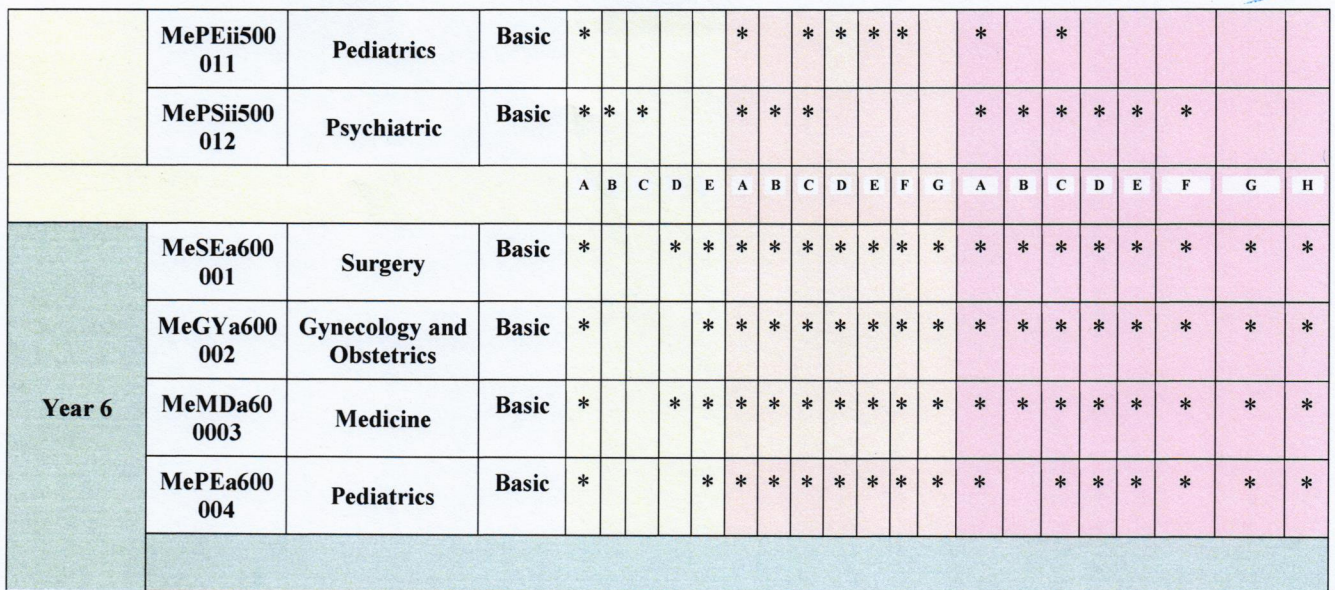 MePEii500
011
Pediatrics
Basic
* * * * * * * *
MePSii500
012
Psychiatric
Basic
* * * * * * * * * * * *
A B C D E A B C D E F G A B C D E F G H
Year 6
MeSEa600
001
Surgery
Basic
* * * * * * * * * * * * * * * * * *
MeGYa600
002
Gynecology and
Obstetrics
Basic
* * * * * * * * * * * * * * * * *
MeMDa60
0003
Medicine
Basic
* * * * * * * * * * * * * * * * * *
MePEa600
004
Pediatrics
Basic
* * * * * * * * * * * * * * * *